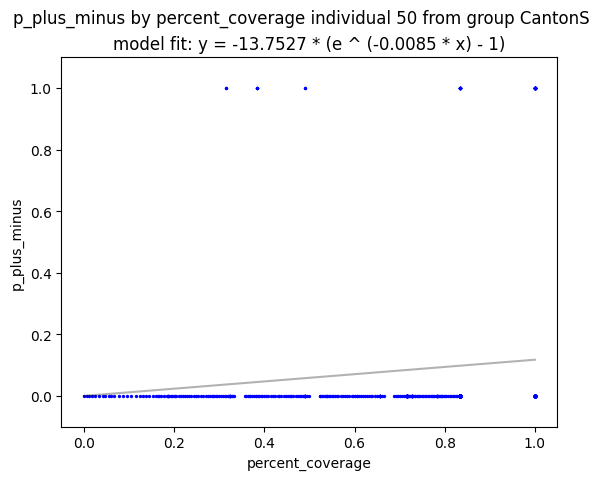 p_plus_minus by percent_coverage individual 50 from group CantonS
model fit: y = -13.7527 * (e ^ (-0.0085 * x) - 1)
1.0
0.8
0.6
0.4
0.2
0.0
p_plus_minus
0.0 0.2 0.4 0.6 0.8 1.0
percent_coverage